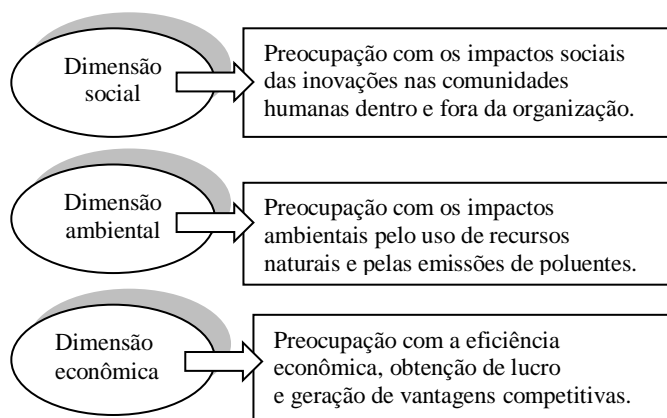 Dimensão
social
Preocupação com os impactos sociais
das inovações nas comunidades
humanas dentro e fora da organização.
Dimensão
ambiental
Preocupação com os impactos
ambientais pelo uso de recursos
naturais e pelas emissões de poluentes.
Dimensão
econômica
Preocupação com a eficiência
econômica, obtenção de lucro
e geração de vantagens competitivas.